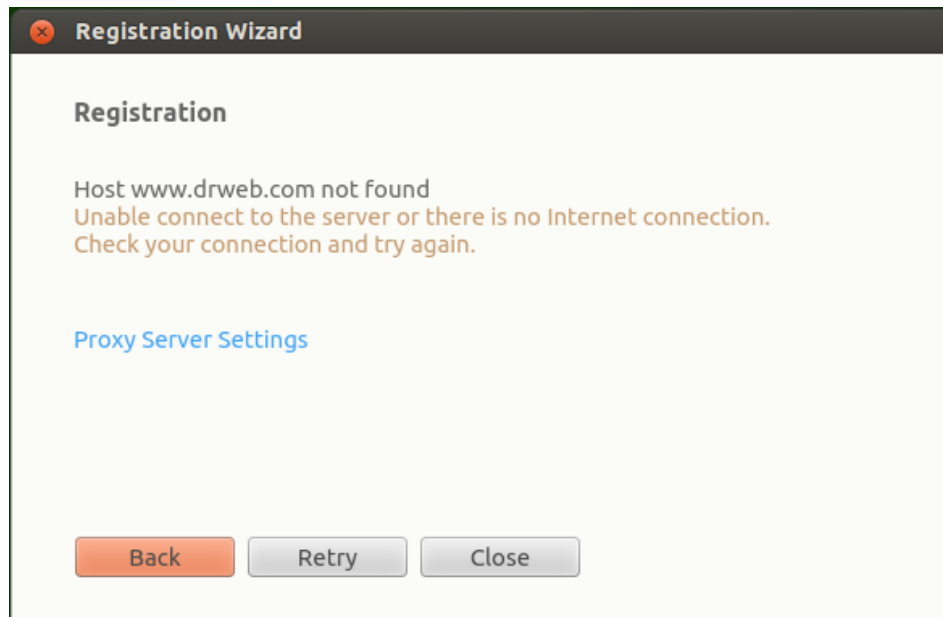 Registration Wizard
Registration
Host www.drweb.com not found
Unable connect to the server or there is no Internet connection.
Check your connection and try again.
Proxy Server Settings
Back Retry Close